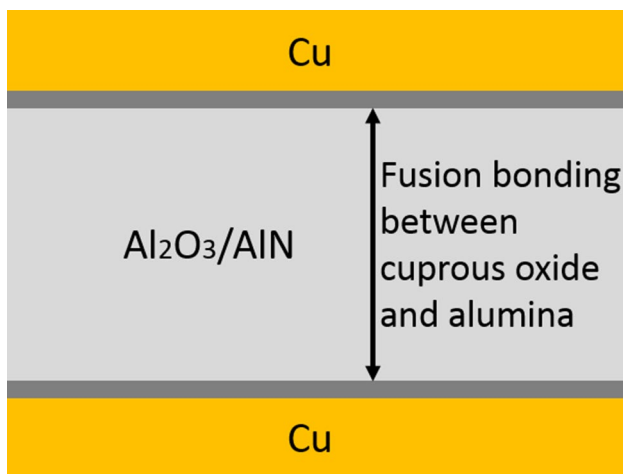 Cu
Al₂O₃/AlN
Fusion bonding
between
cuprous oxide
and alumina
Cu